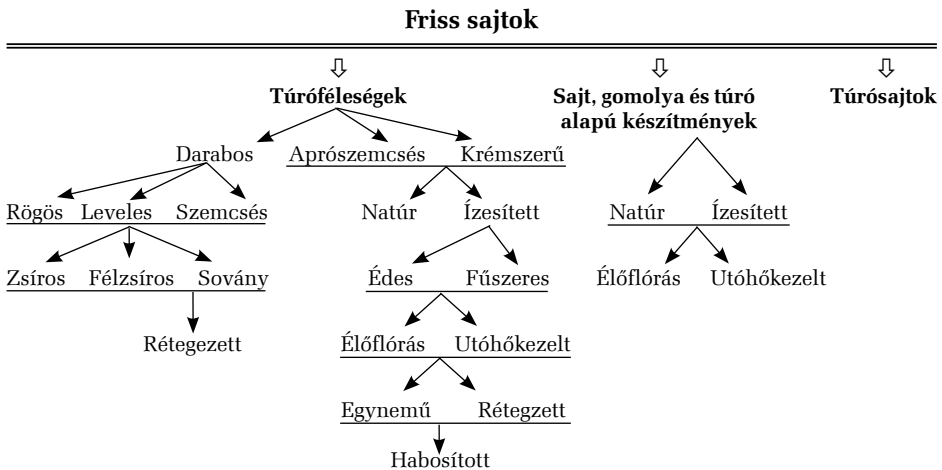 Friss sajtok
Túróféleségek
Sajt, gomolya és túró
alapú készítmények
Túrósajtok
Darabos Aprószemcsés Krémszerű
Rögös Leveles Szemcsés Natúr Ízesített Natúr Ízesített
Zsíros Félzsíros Sovány Édes Fűszeres Élőflórás Utóhőkezelt
Rétegezett Élőflórás Utóhőkezelt
Egynemű Rétegzett
Habosított